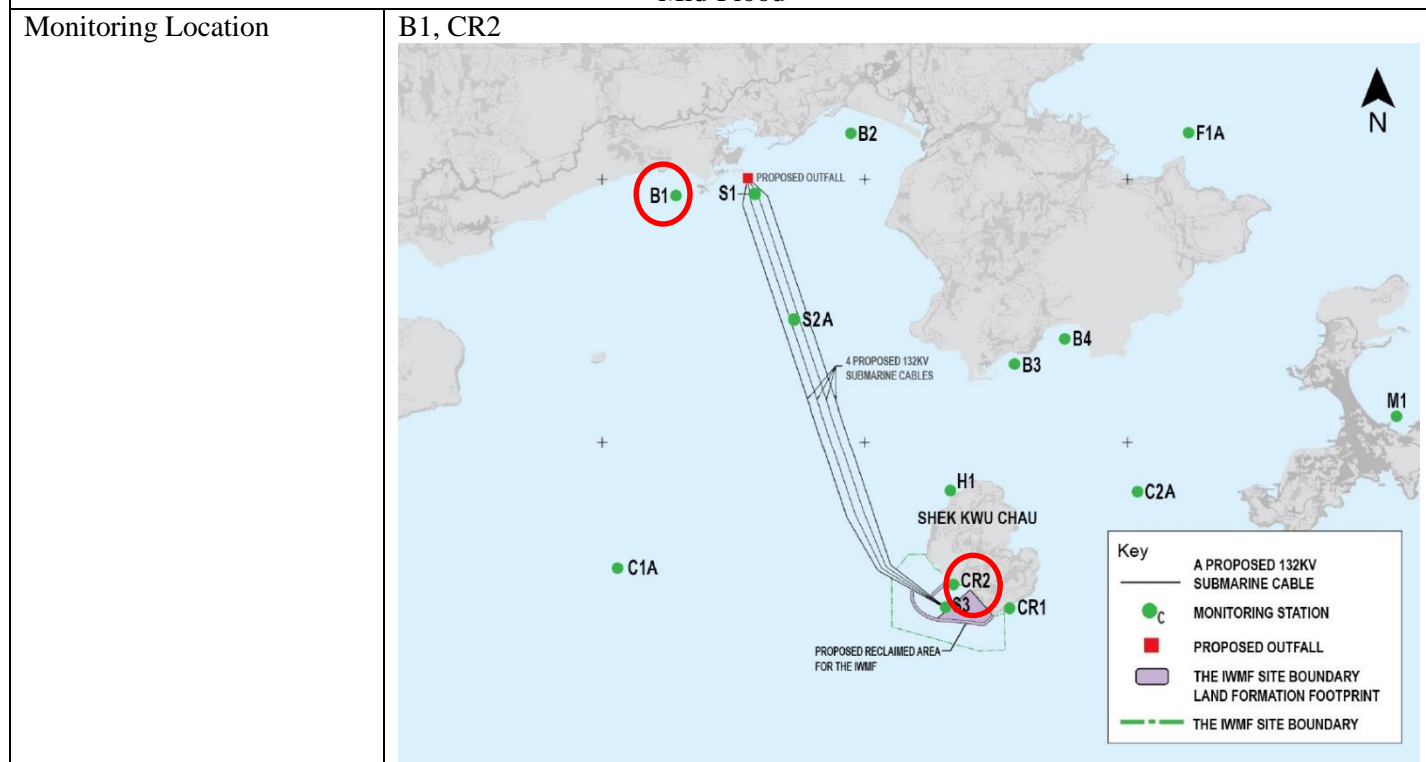 Mid-Flood
Monitoring Location
B1, CR2
N
B2
F1A
PROPOSED OUTFALL
B1
S1
S2A
B4
4 PROPOSED 132KV
SUBMARINE CABLES
B3
M1
H1
C2A
SHEK KWU CHAU
C1A
CR2
S3
CR1
PROPOSED RECLAIMED AREA
FOR THE IWMF
Key
A PROPOSED 132KV
SUBMARINE CABLE
C
MONITORING STATION
PROPOSED OUTFALL
THE IWMF SITE BOUNDARY
LAND FORMATION FOOTPRINT
THE IWMF SITE BOUNDARY